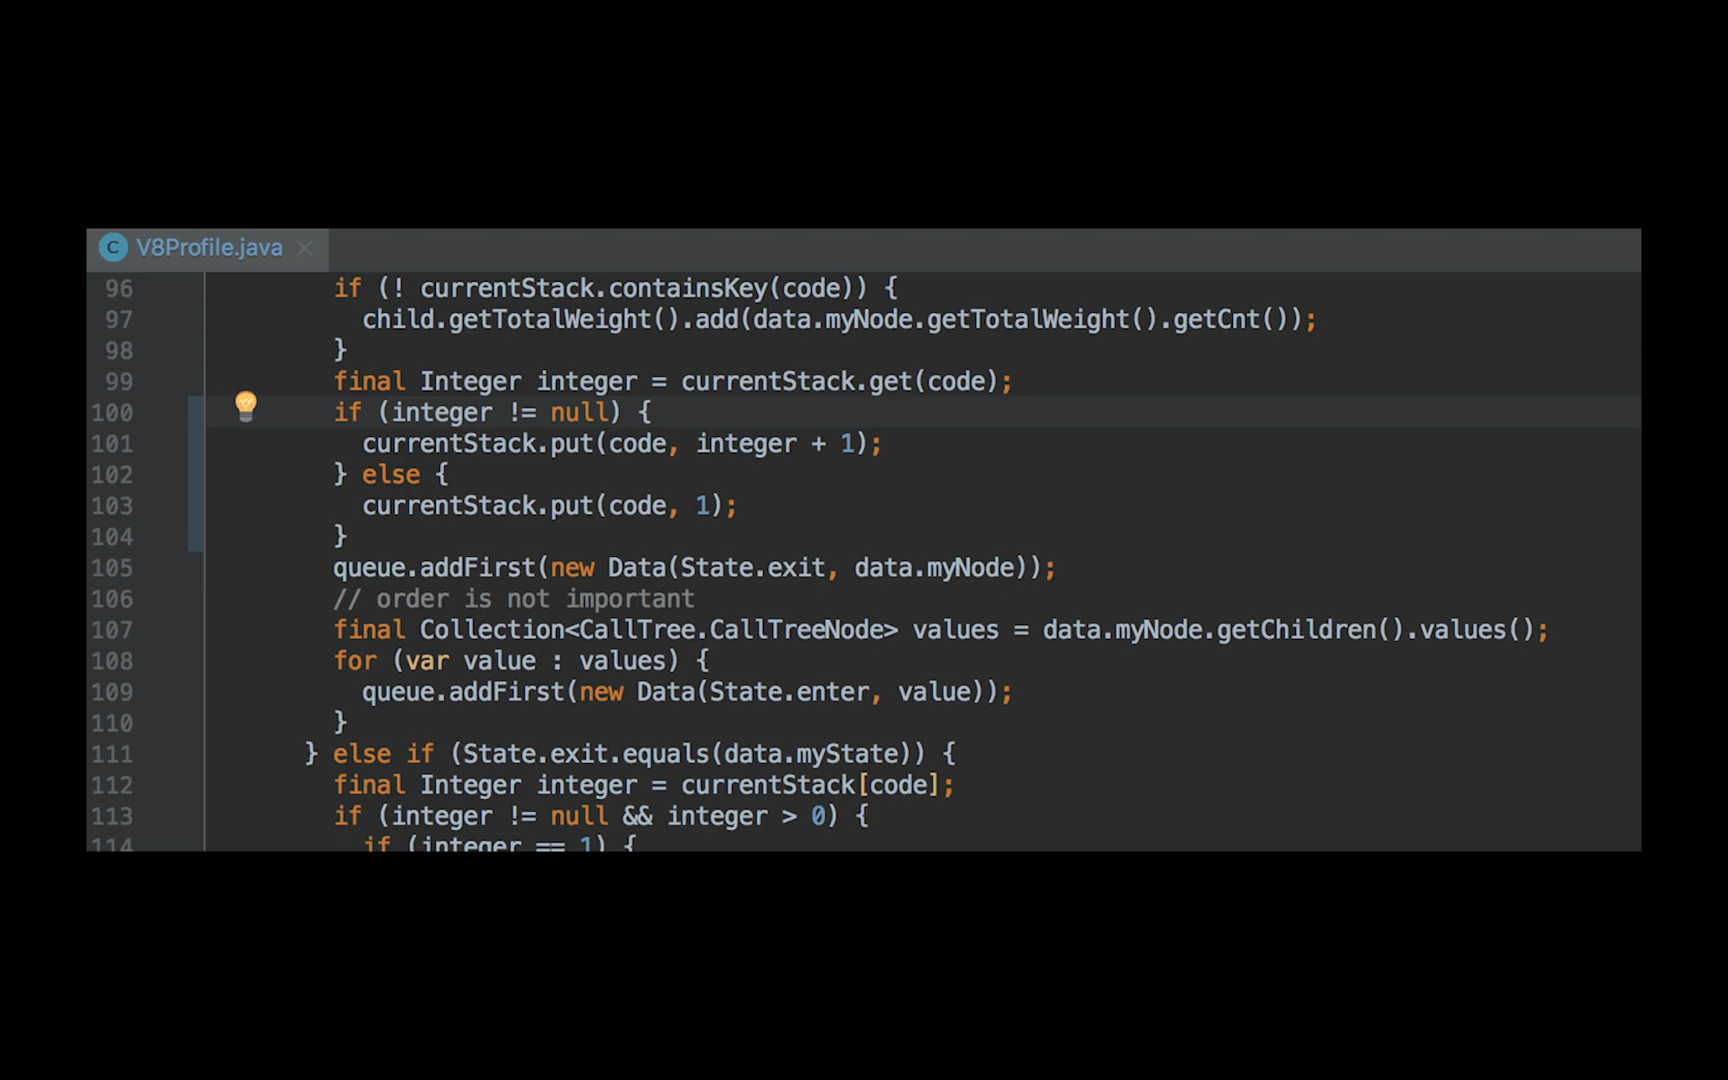 V8Profile.java
96 if (! currentStack.containsKey(code)) {
97 child.getTotalWeight().add(data.myNode.getTotalWeight().getCnt());
98 }
99 final Integer integer = currentStack.get(code);
100 if (integer != null) {
101 currentStack.put(code, integer + 1);
102 } else {
103 currentStack.put(code, 1);
104 }
105 queue.addFirst(new Data(State.exit, data.myNode));
106 // order is not important
107 final Collection<CallTree.CallTreeNode> values = data.myNode.getChildren().values();
108 for (var value : values) {
109 queue.addFirst(new Data(State.enter, value));
110 }
111 } else if (State.exit.equals(data.myState)) {
112 final Integer integer = currentStack[code];
113 if (integer != null && integer > 0) {
114 if (integer == 1) {